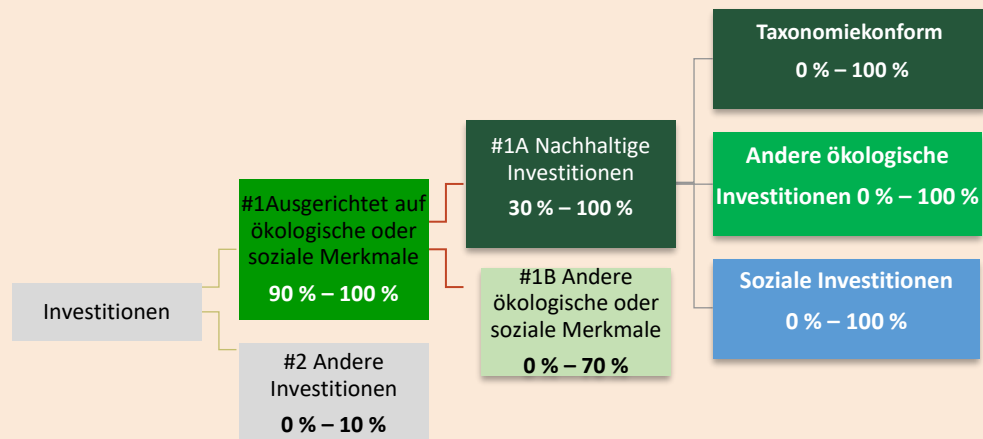 Investitionen
#1Ausgerichtet auf
ökologische oder
soziale Merkmale
90 % – 100 %
#2 Andere
Investitionen
0 % – 10 %
#1A Nachhaltige
Investitionen
30 % – 100 %
#1B Andere
ökologische oder
soziale Merkmale
0 % – 70 %
Taxonomiekonform
0 % – 100 %
Andere ökologische
Investitionen 0 % – 100 %
Soziale Investitionen
0 % – 100 %